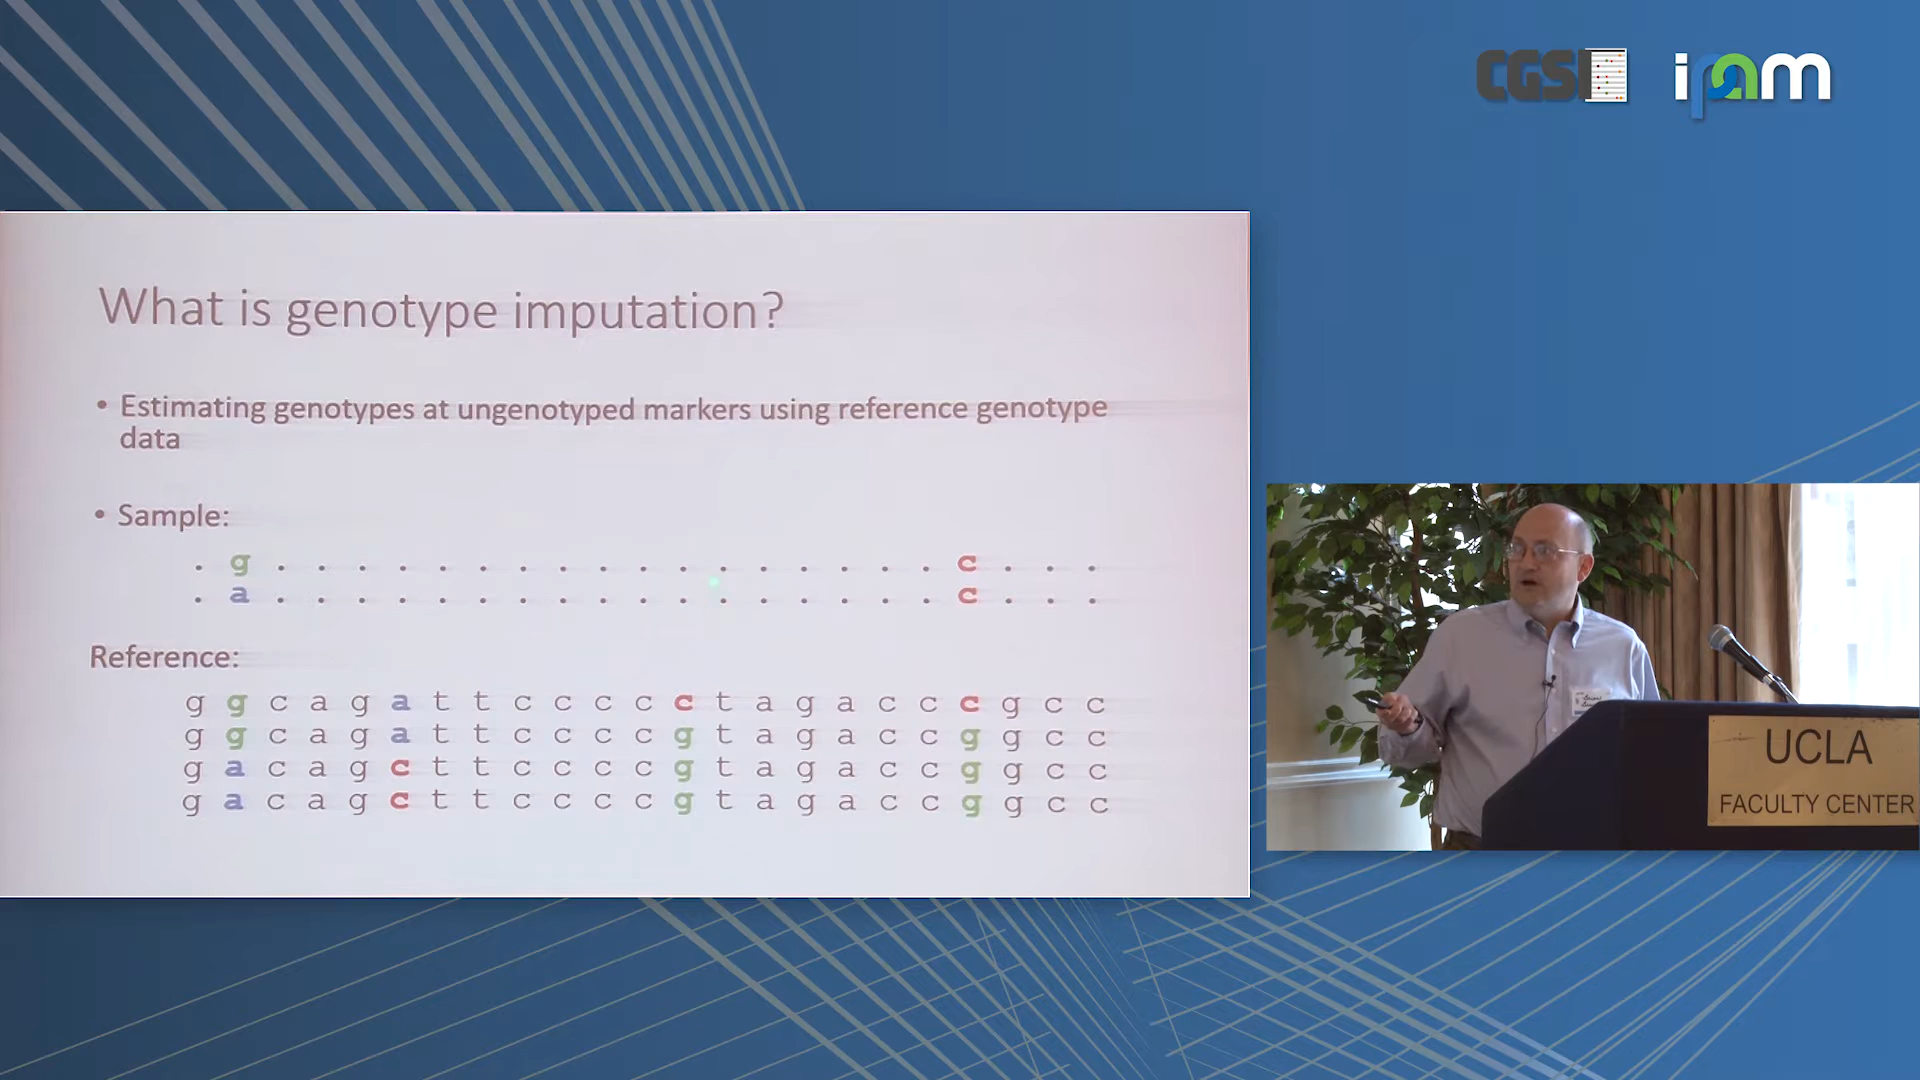 CGSI
ipam
What is genotype imputation?
• Estimating genotypes at ungenotyped markers using reference genotype
data
• Sample:
. g . . . . . . . . . . . . . . . . . c . . .
. a . . . . . . . . . . . . . . . . . c . . .
Reference:
g g c a g a t t c c c c c t a g a c c c g c c
g g c a g a t t c c c c g t a g a c c g g c c
g a c a g c t t c c c c g t a g a c c g g c c
g a c a g c t t c c c c g t a g a c c g g c c
UCLA
FACULTY CENTER